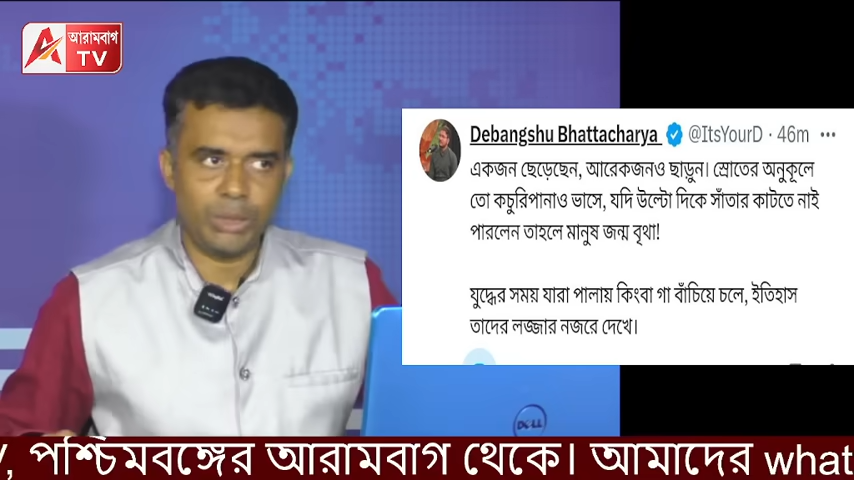 আরামবাগ
TV
Debangshu Bhattacharya @ItsYourD · 46m
একজন ছেড়েছেন, আরেকজনও ছাড়ুন। স্রোতের অনুকূলে
তো কচুরিপানাও ভাসে, যদি উল্টো দিকে সাঁতার কাটতে নাই
পারলেন তাহলে মানুষ জন্ম বৃথা!
যুদ্ধের সময় যারা পালায় কিংবা গা বাঁচিয়ে চলে, ইতিহাস
তাদের লজ্জার নজরে দেখে।
DELL
, পশ্চিমবঙ্গের আরামবাগ থেকে। আমাদের what